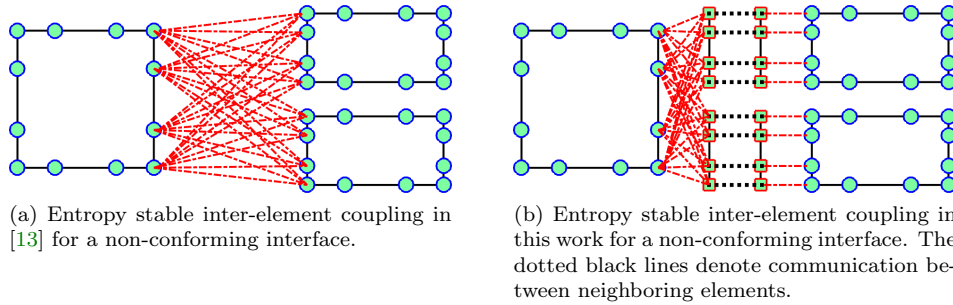 (a) Entropy stable inter-element coupling in
[13] for a non-conforming interface.
(b) Entropy stable inter-element coupling in
this work for a non-conforming interface. The
dotted black lines denote communication be-
tween neighboring elements.